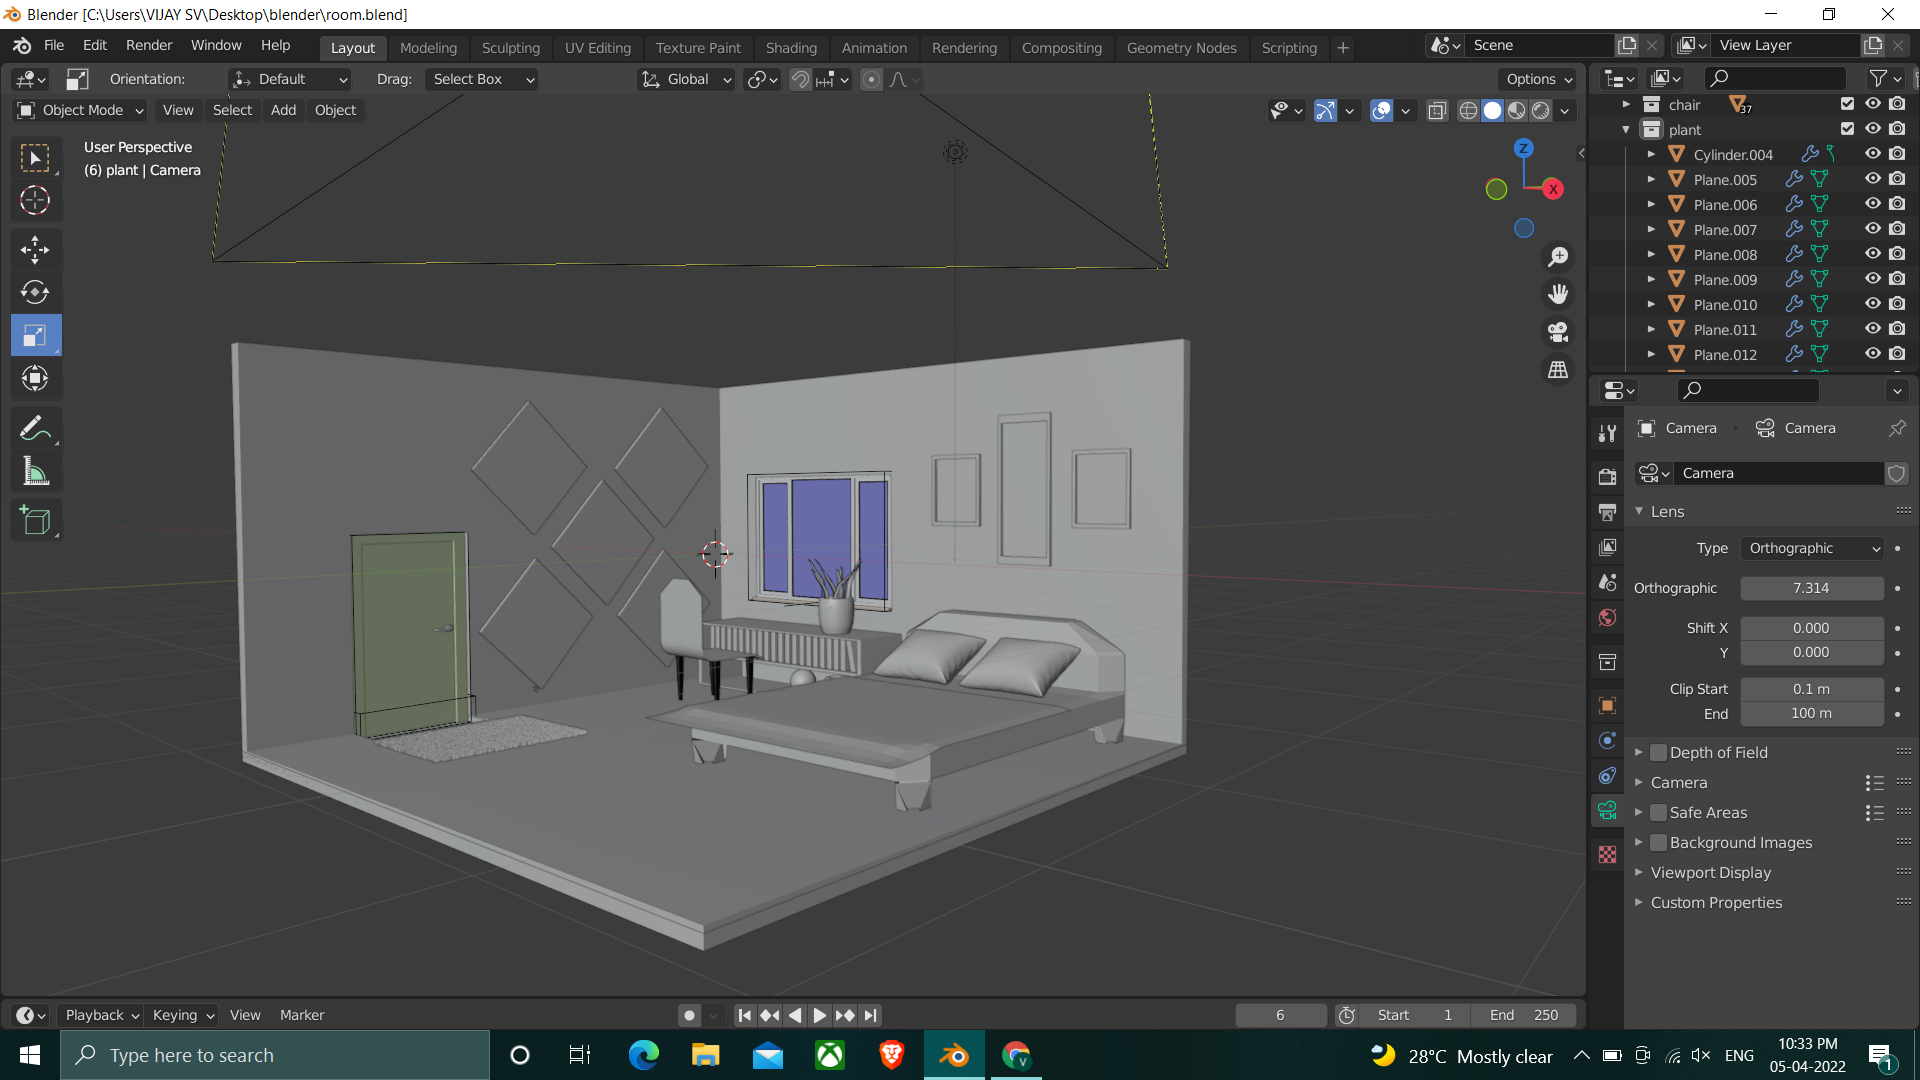 Blender [C:\Users\VIJAY SV\Desktop\blender\room.blend]
File Edit Render Window Help Layout Modeling Sculpting UV Editing Texture Paint Shading Animation Rendering Compositing Geometry Nodes Scripting + Scene View Layer
Orientation: Default Drag: Select Box Global Options
Object Mode View Select Add Object
User Perspective
(6) plant | Camera
Z
X
chair 37
plant
Cylinder.004
Plane.005
Plane.006
Plane.007
Plane.008
Plane.009
Plane.010
Plane.011
Plane.012
Camera Camera
Camera
Lens
Type Orthographic
Orthographic 7.314
Shift X 0.000
Y 0.000
Clip Start 0.1 m
End 100 m
Depth of Field
Camera
Safe Areas
Background Images
Viewport Display
Custom Properties
Playback Keying View Marker 6 Start 1 End 250
Type here to search
28°C Mostly clear ENG
10:33 PM
05-04-2022
1
V